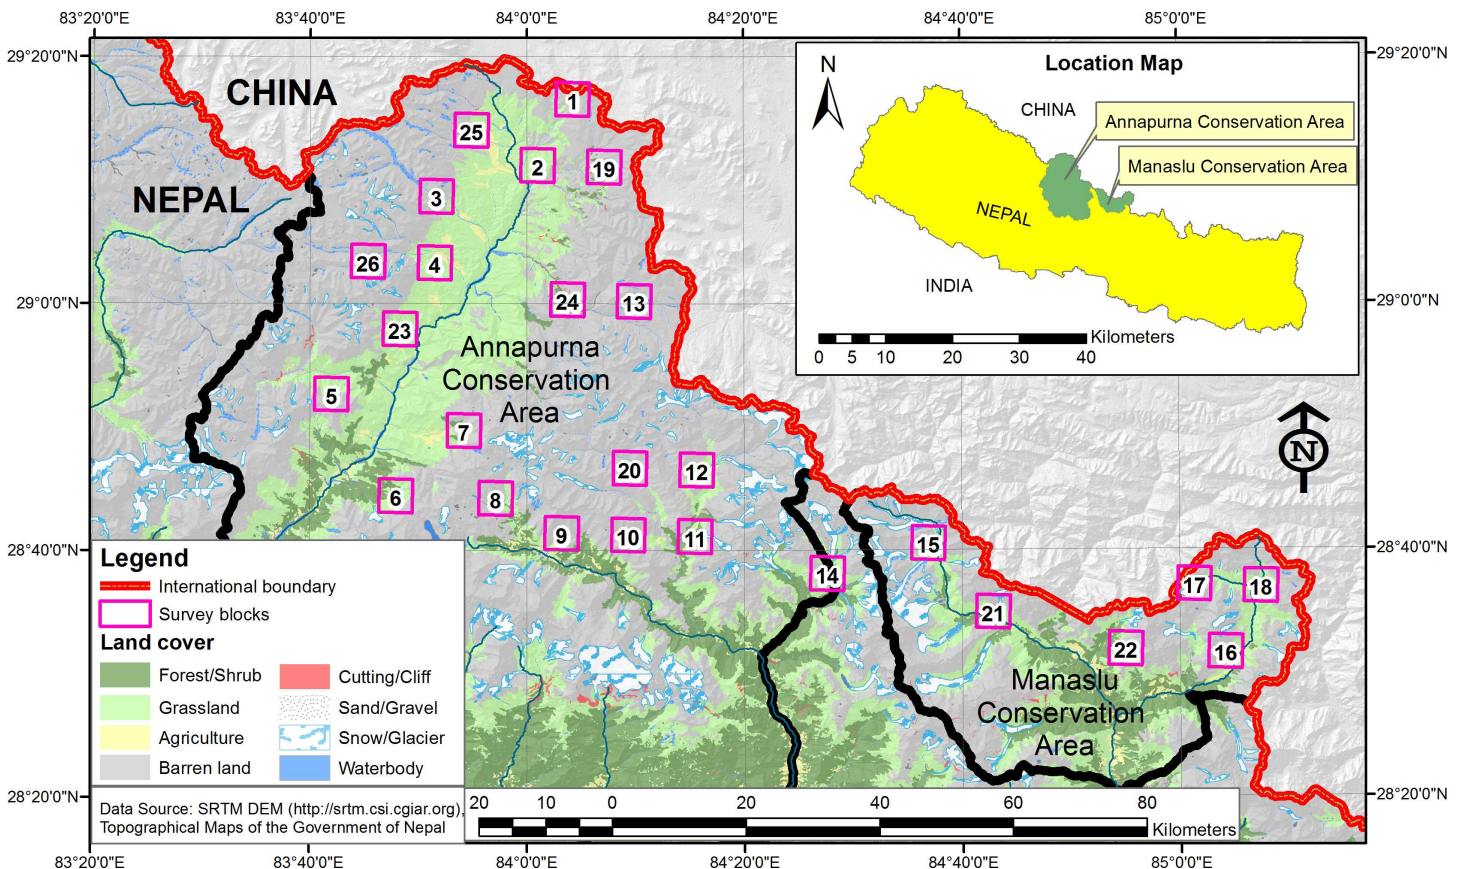 83°20'0"E 83°40'0"E 84°0'0"E 84°20'0"E 84°40'0"E 85°0'0"E
29°20'0"N
29°20'0"N
CHINA
NEPAL
Location Map
N
CHINA
Annapurna Conservation Area
Manaslu Conservation Area
NEPAL
INDIA
Kilometers
0 5 10 20 30 40
1
25
2
19
3
26
4
29°0'0"N
24
13
29°0'0"N
23
Annapurna
Conservation
Area
5
7
N
20
12
6
8
9
10
11
15
28°40'0"N
28°40'0"N
14
17
18
21
22
16
Manaslu
Conservation
Area
Legend
International boundary
Survey blocks
Land cover
Forest/Shrub
Grassland
Agriculture
Barren land
Cutting/Cliff
Sand/Gravel
Snow/Glacier
Waterbody
28°20'0"N
28°20'0"N
Data Source: SRTM DEM (http://srtm.csi.cgiar.org),
Topographical Maps of the Government of Nepal
20 10 0 20 40 60 80
Kilometers
83°20'0"E 83°40'0"E 84°0'0"E 84°20'0"E 84°40'0"E 85°0'0"E